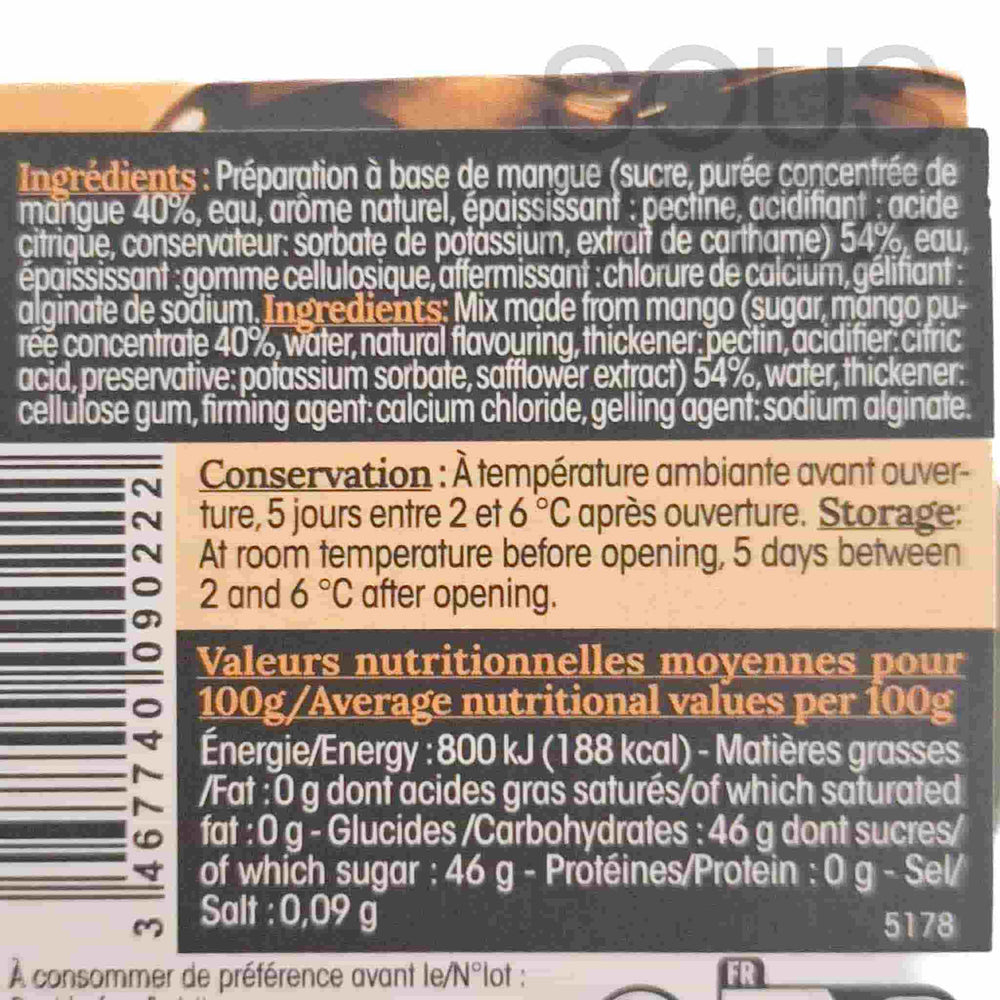 SOUS
Ingrédients : Préparation à base de mangue (sucre, purée concentrée de
mangue 40%, eau, arôme naturel, épaississant : pectine, acidifiant : acide
citrique, conservateur: sorbate de potassium, extrait de carthame) 54%, eau,
épaississant : gomme cellulosique, affermissant : chlorure de calcium, gélifiant :
alginate de sodium. Ingredients: Mix made from mango (sugar, mango pu-
rée concentrate 40%, water, natural flavouring, thickener: pectin, acidifier: citric
acid, preservative: potassium sorbate, safflower extract) 54%, water, thickener:
cellulose gum, firming agent: calcium chloride, gelling agent: sodium alginate.
Conservation : À température ambiante avant ouver-
ture, 5 jours entre 2 et 6 °C après ouverture. Storage:
At room temperature before opening, 5 days between
2 and 6 °C after opening.
Valeurs nutritionnelles moyennes pour
100g/Average nutritional values per 100g
Énergie/Energy : 800 kJ (188 kcal) - Matières grasses
/Fat : 0 g dont acides gras saturés/of which saturated
fat : 0 g - Glucides /Carbohydrates : 46 g dont sucres/
of which sugar : 46 g - Protéines/Protein : 0 g - Sel/
Salt : 0,09 g
5178
3 467740 090222
À consommer de préférence avant le/N°lot :
FR